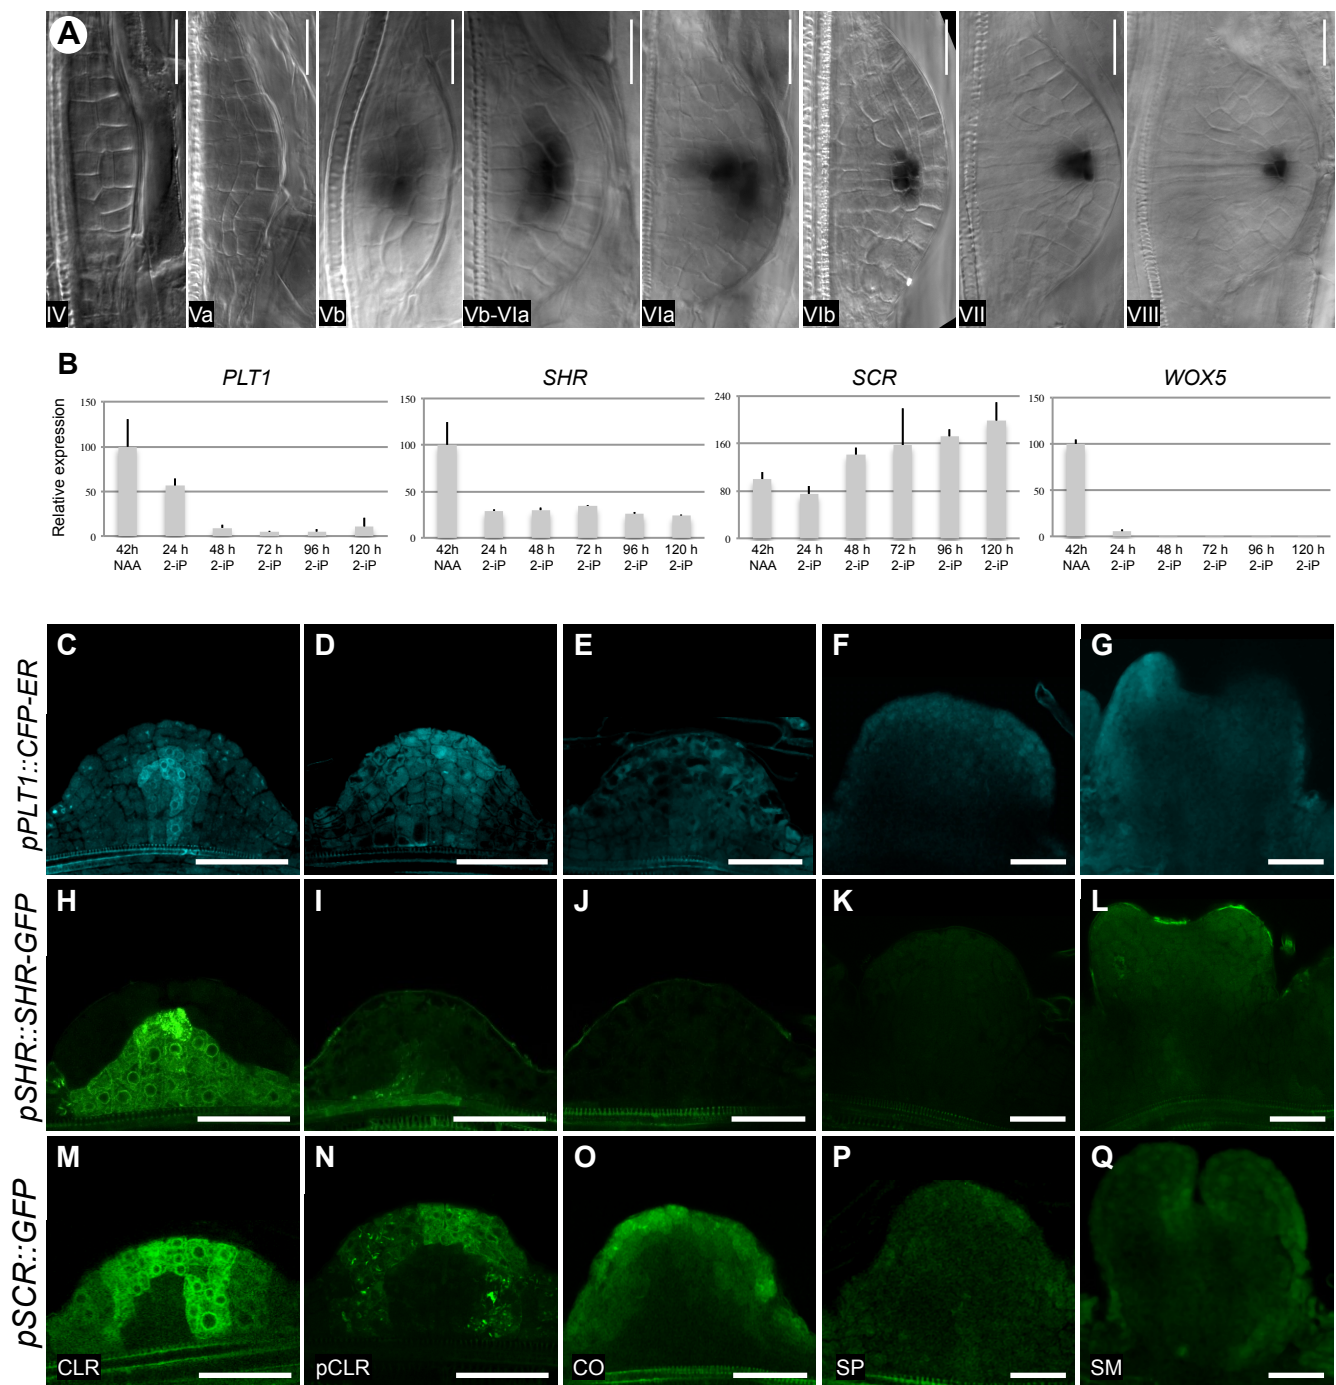 A
IV
Va
Vb
Vb-VIa
VIa
VIb
VII
VIII
B
PLT1
SHR
SCR
WOX5
Relative expression
150
100
50
0
42h NAA
24 h 2-iP
48 h 2-iP
72 h 2-iP
96 h 2-iP
120 h 2-iP
150
100
50
0
42h NAA
24 h 2-iP
48 h 2-iP
72 h 2-iP
96 h 2-iP
120 h 2-iP
240
160
80
0
42h NAA
24 h 2-iP
48 h 2-iP
72 h 2-iP
96 h 2-iP
120 h 2-iP
150
100
50
0
42h NAA
24 h 2-iP
48 h 2-iP
72 h 2-iP
96 h 2-iP
120 h 2-iP
pPLT1::CFP-ER
C
D
E
F
G
pSHR::SHR-GFP
H
I
J
K
L
pSCR::GFP
M
N
O
P
Q
CLR
pCLR
CO
SP
SM